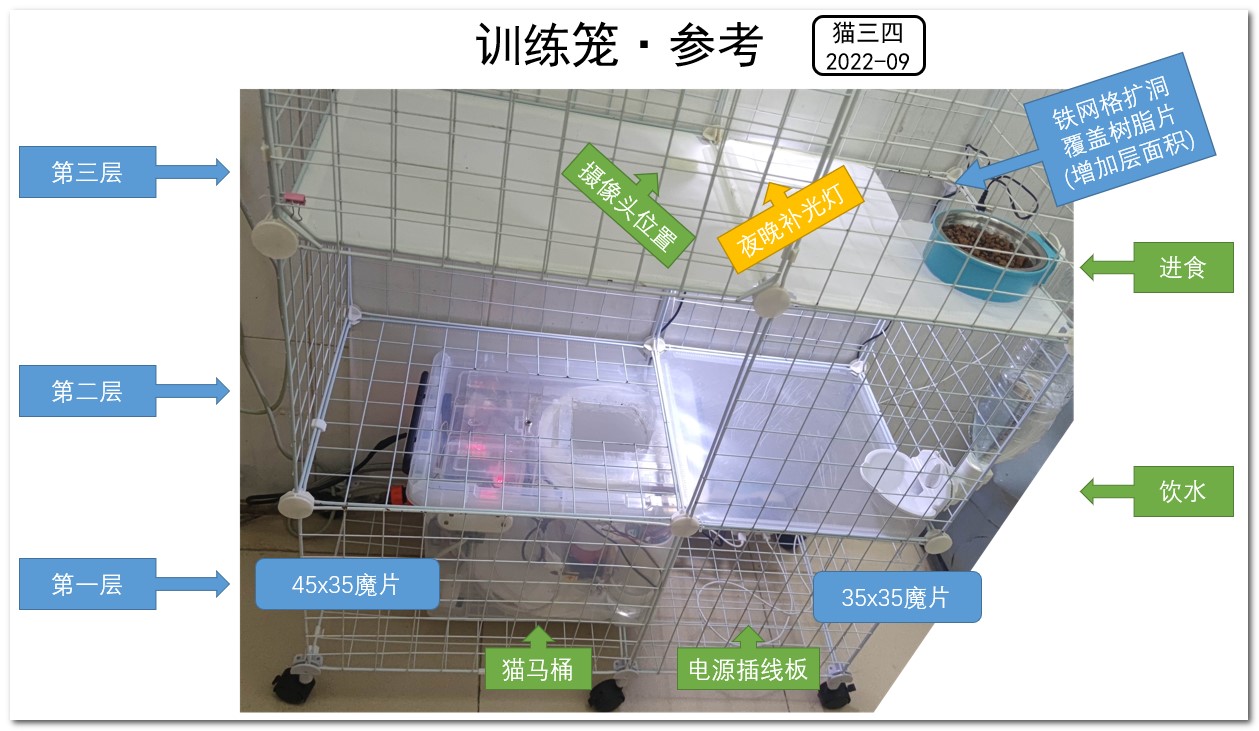 训练笼·参考
猫三四
2022-09
铁网格扩洞
覆盖树脂片
(增加层面积)
第三层
摄像头位置
夜晚补光灯
进食
第二层
饮水
第一层
45x35魔片
35x35魔片
猫马桶
电源插线板